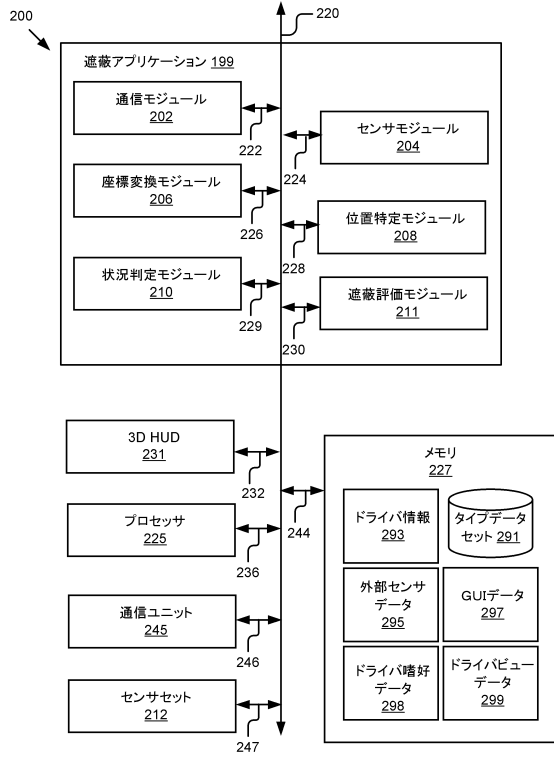 220
200
遮蔽アプリケーション 199
通信モジュール
202
222
センサモジュール
204
224
座標変換モジュール
206
226
位置特定モジュール
208
228
状況判定モジュール
210
229
遮蔽評価モジュール
211
230
3D HUD
231
232
プロセッサ
225
236
通信ユニット
245
246
センサセット
212
247
244
メモリ
227
ドライバ情報
293
タイプデータ
セット 291
外部センサ
データ
295
GUIデータ
297
ドライバ嗜好
データ
298
ドライバビュー
データ
299